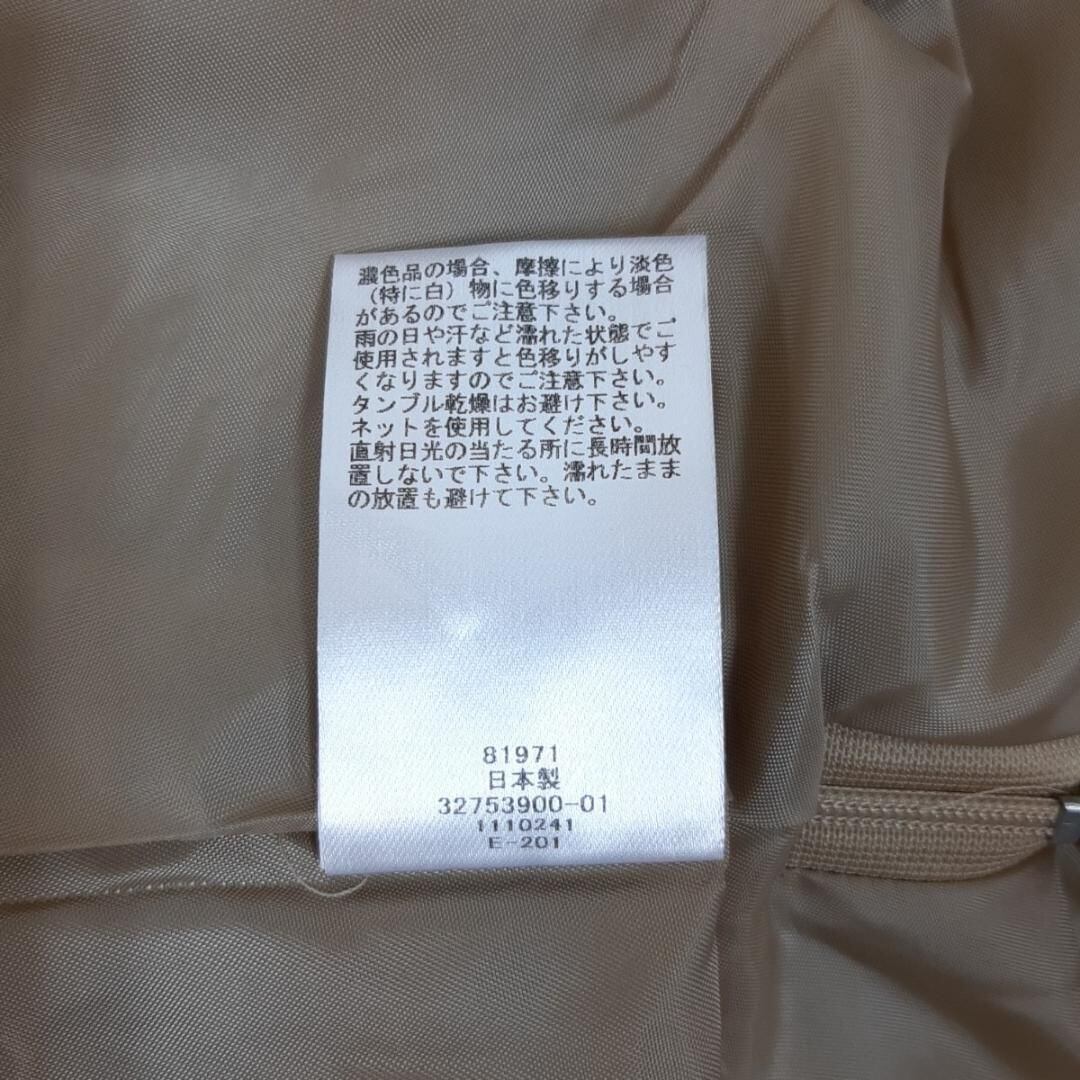 濃色品の場合、摩擦により淡色
(特に白)物に色移りする場合
があるのでご注意下さい。
雨の日や汗など濡れた状態でご
使用されますと色移りがしやす
くなりますのでご注意下さい。
タンブル乾燥はお避け下さい。
ネットを使用してください。
直射日光の当たる所に長時間放
置しないで下さい。濡れたまま
の放置も避けて下さい。
81971
日本製
32753900-01
1110241
E-201